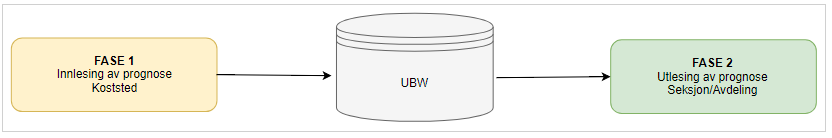 FASE 1
Innlesing av prognose
Koststed
UBW
FASE 2
Utlesing av prognose
Seksjon/Avdeling